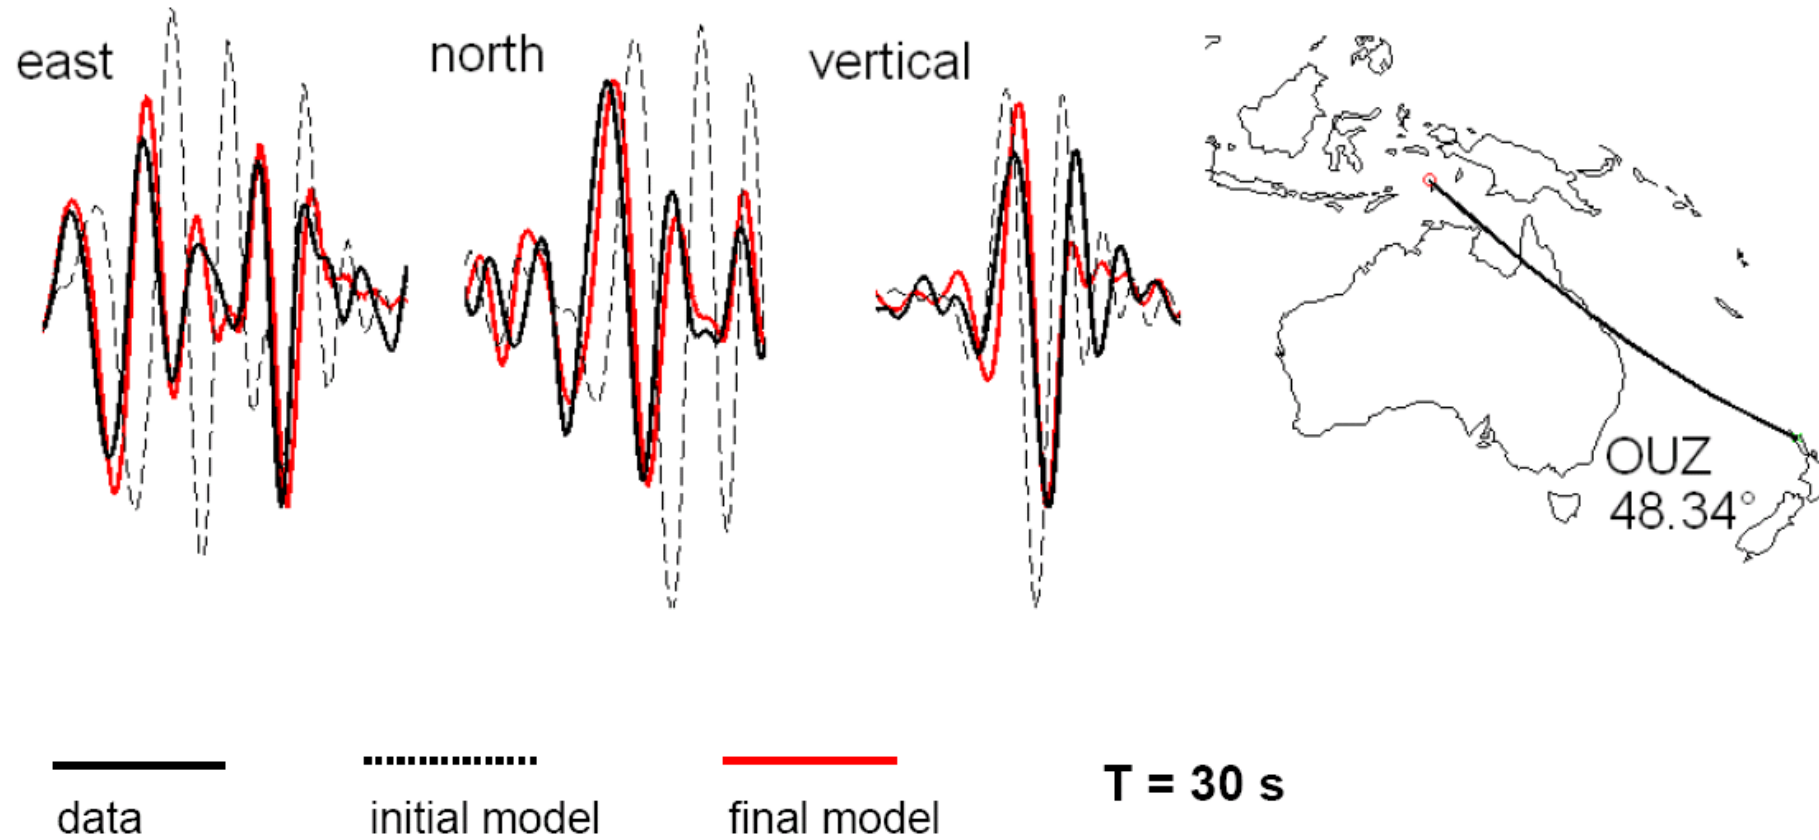 east
north
vertical
OUZ
48.34°
data
initial model
final model
T = 30 s